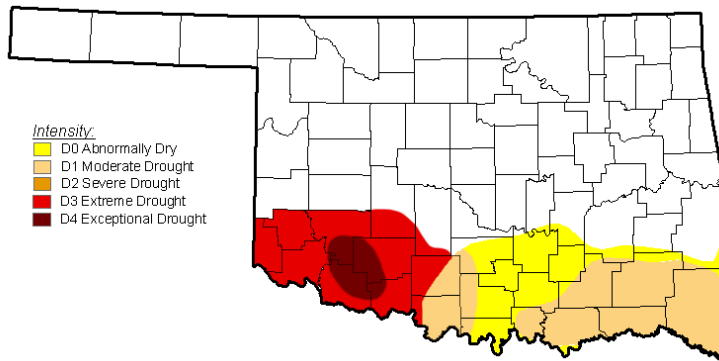 Intensity:
D0 Abnormally Dry
D1 Moderate Drought
D2 Severe Drought
D3 Extreme Drought
D4 Exceptional Drought